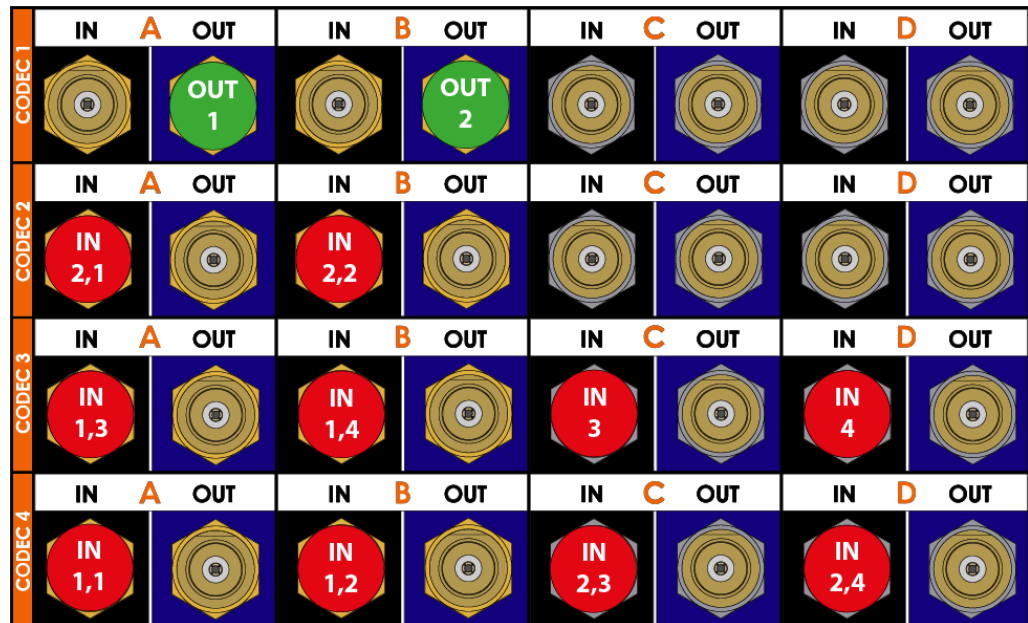 CODEC 1
IN A OUT IN B OUT IN C OUT IN D OUT
OUT
1
OUT
2
CODEC 2
IN A OUT IN B OUT IN C OUT IN D OUT
IN
2,1
IN
2,2
CODEC 3
IN A OUT IN B OUT IN C OUT IN D OUT
IN
1,3
IN
1,4
IN
3
IN
4
CODEC 4
IN A OUT IN B OUT IN C OUT IN D OUT
IN
1,1
IN
1,2
IN
2,3
IN
2,4